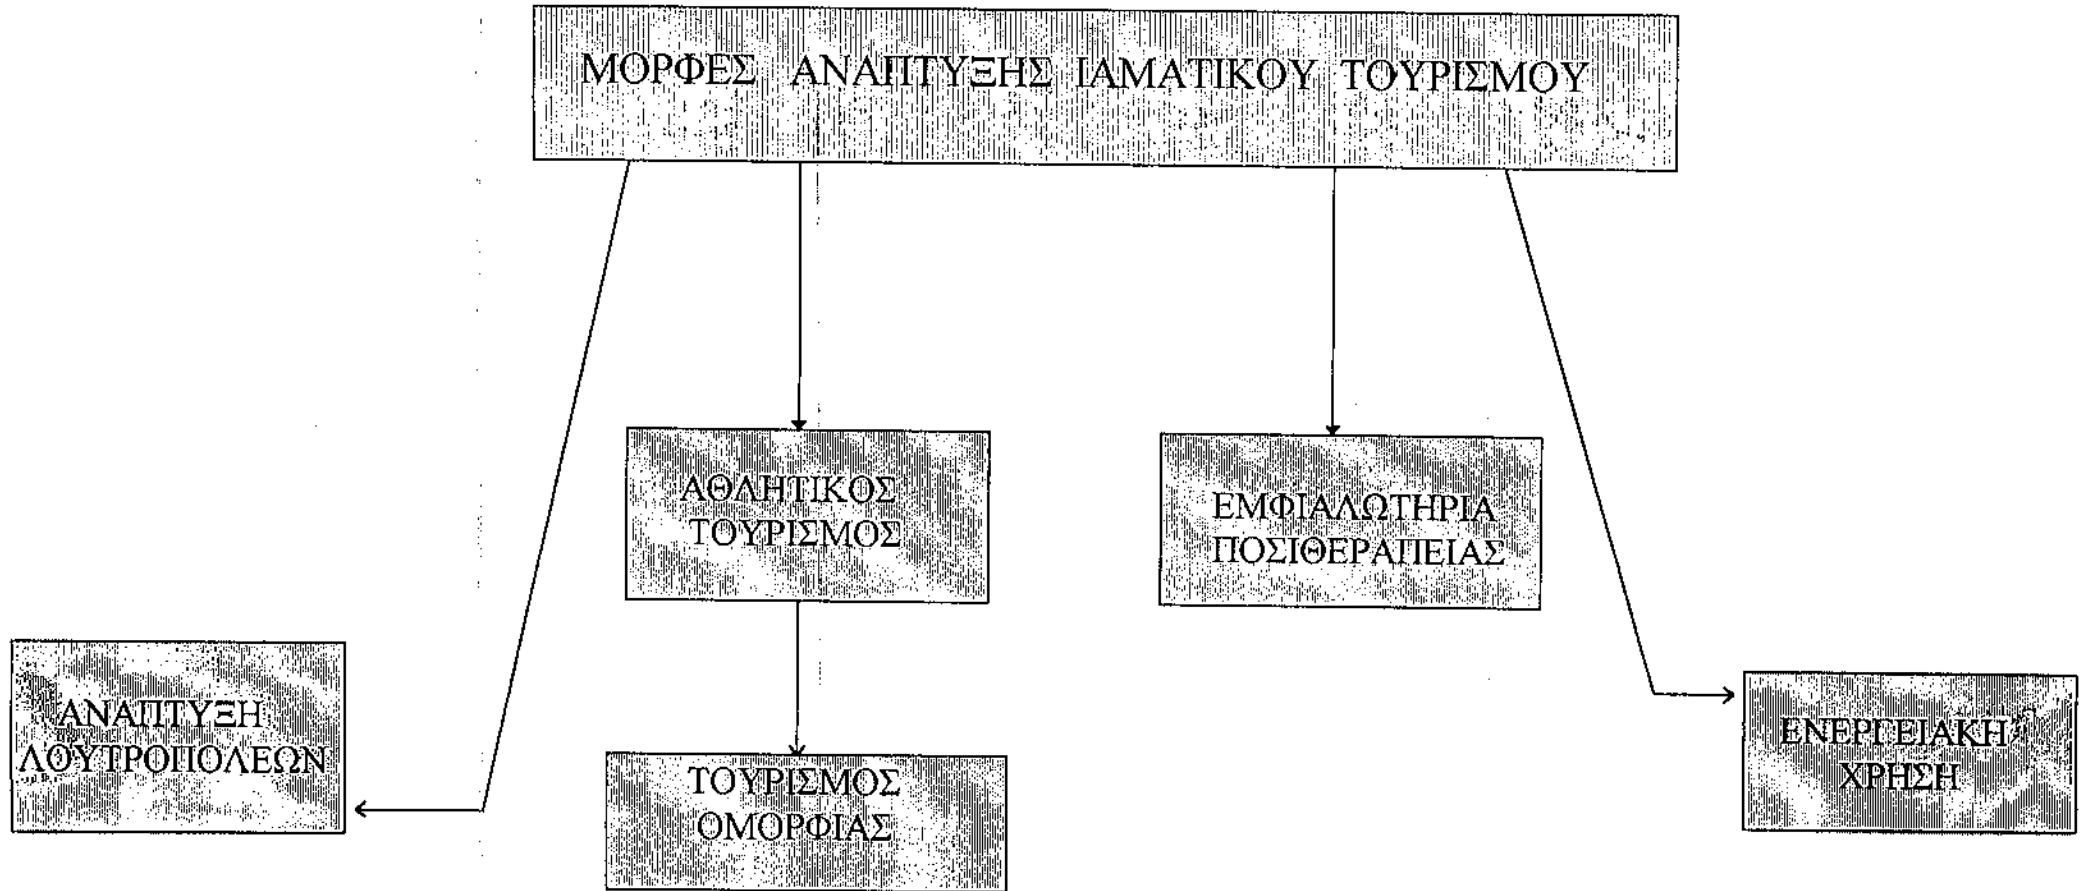 ΜΟΡΦΕΣ ΑΝΑΠΤΥΞΗΣ ΙΑΜΑΤΙΚΟΥ ΤΟΥΡΙΣΜΟΥ
ΑΘΛΗΤΙΚΟΣ
ΤΟΥΡΙΣΜΟΣ
ΕΜΦΙΑΛΩΤΗΡΙΑ
ΠΟΣΙΘΕΡΑΠΕΙΑΣ
ΑΝΑΠΤΥΞΗ
ΛΟΥΤΡΟΠΟΛΕΩΝ
ΤΟΥΡΙΣΜΟΣ
ΟΜΟΡΦΙΑΣ
ΕΝΕΡΓΕΙΑΚΗ
ΧΡΗΣΗ